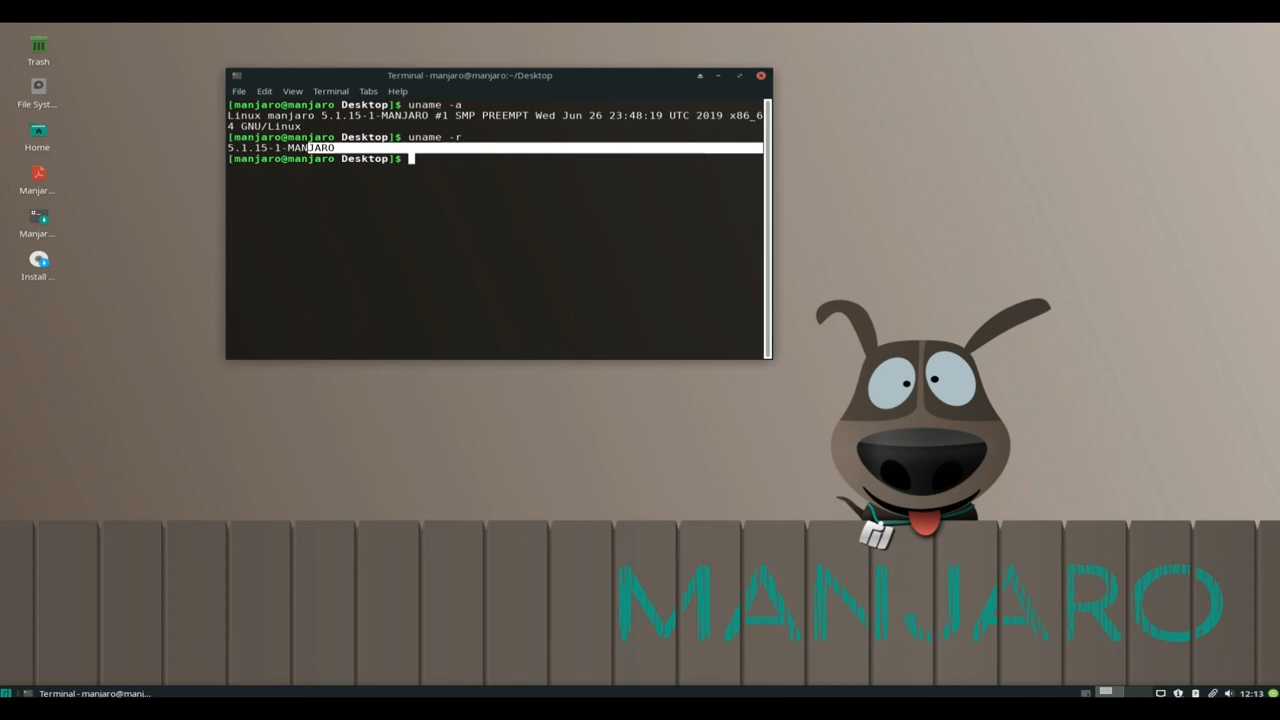 Trash
File Syst...
Home
Manjar...
Manjar...
Install ...
Terminal - manjaro@manjaro:~/Desktop
File Edit View Terminal Tabs Help
[manjaro@manjaro Desktop]$ uname -a
Linux manjaro 5.1.15-1-MANJARO #1 SMP PREEMPT Wed Jun 26 23:48:19 UTC 2019 x86_6
4 GNU/Linux
[manjaro@manjaro Desktop]$ uname -r
5.1.15-1-MANJARO
[manjaro@manjaro Desktop]$
MANJARO
Terminal - manjaro@manj...
12:13